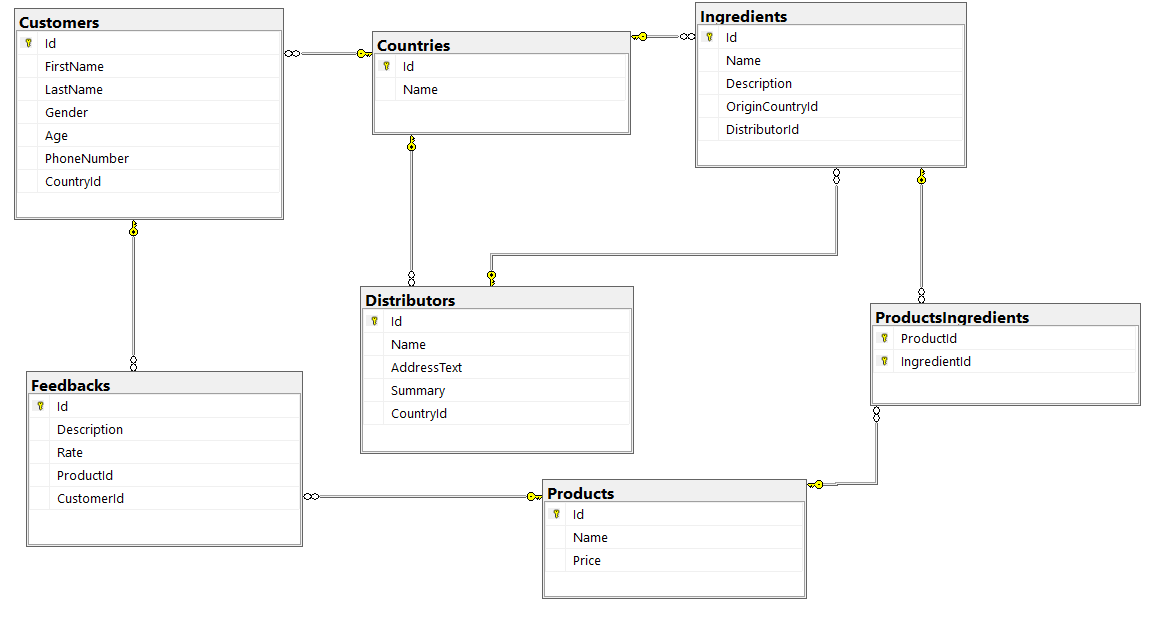 Customers
Id
FirstName
LastName
Gender
Age
PhoneNumber
CountryId
Countries
Id
Name
Ingredients
Id
Name
Description
OriginCountryId
DistributorId
Distributors
Id
Name
AddressText
Summary
CountryId
ProductsIngredients
ProductId
IngredientId
Feedbacks
Id
Description
Rate
ProductId
CustomerId
Products
Id
Name
Price